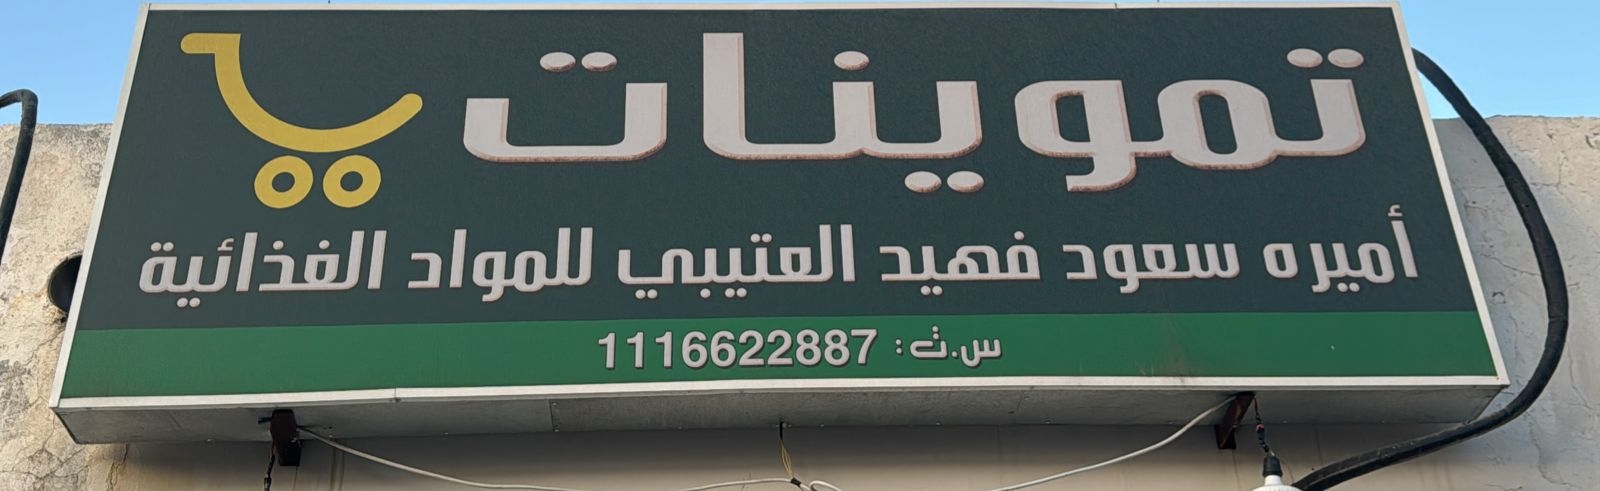 تموينات
أميره سعود فهيد العتيبي للمواد الغذائية
س.ت: 1116622887